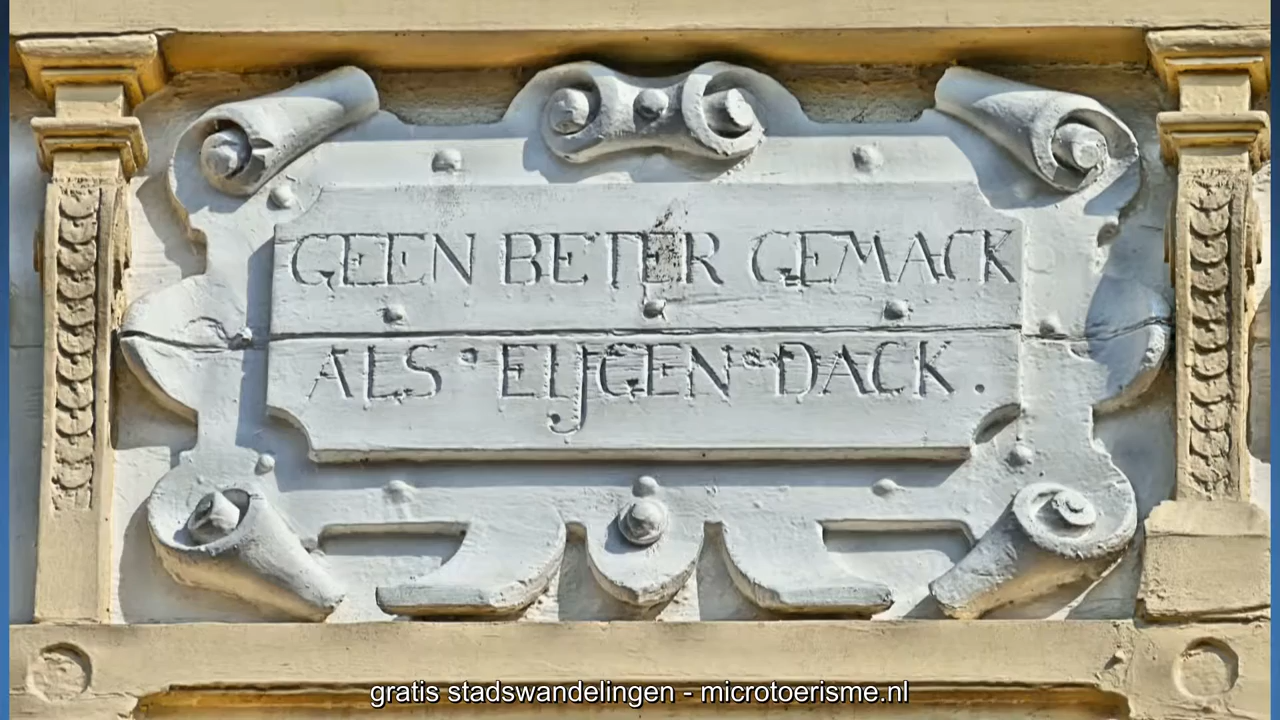 GEEN BETER GEMACK
ALS EIJGEN DACK.
gratis stadswandelingen - microtoerisme.nl